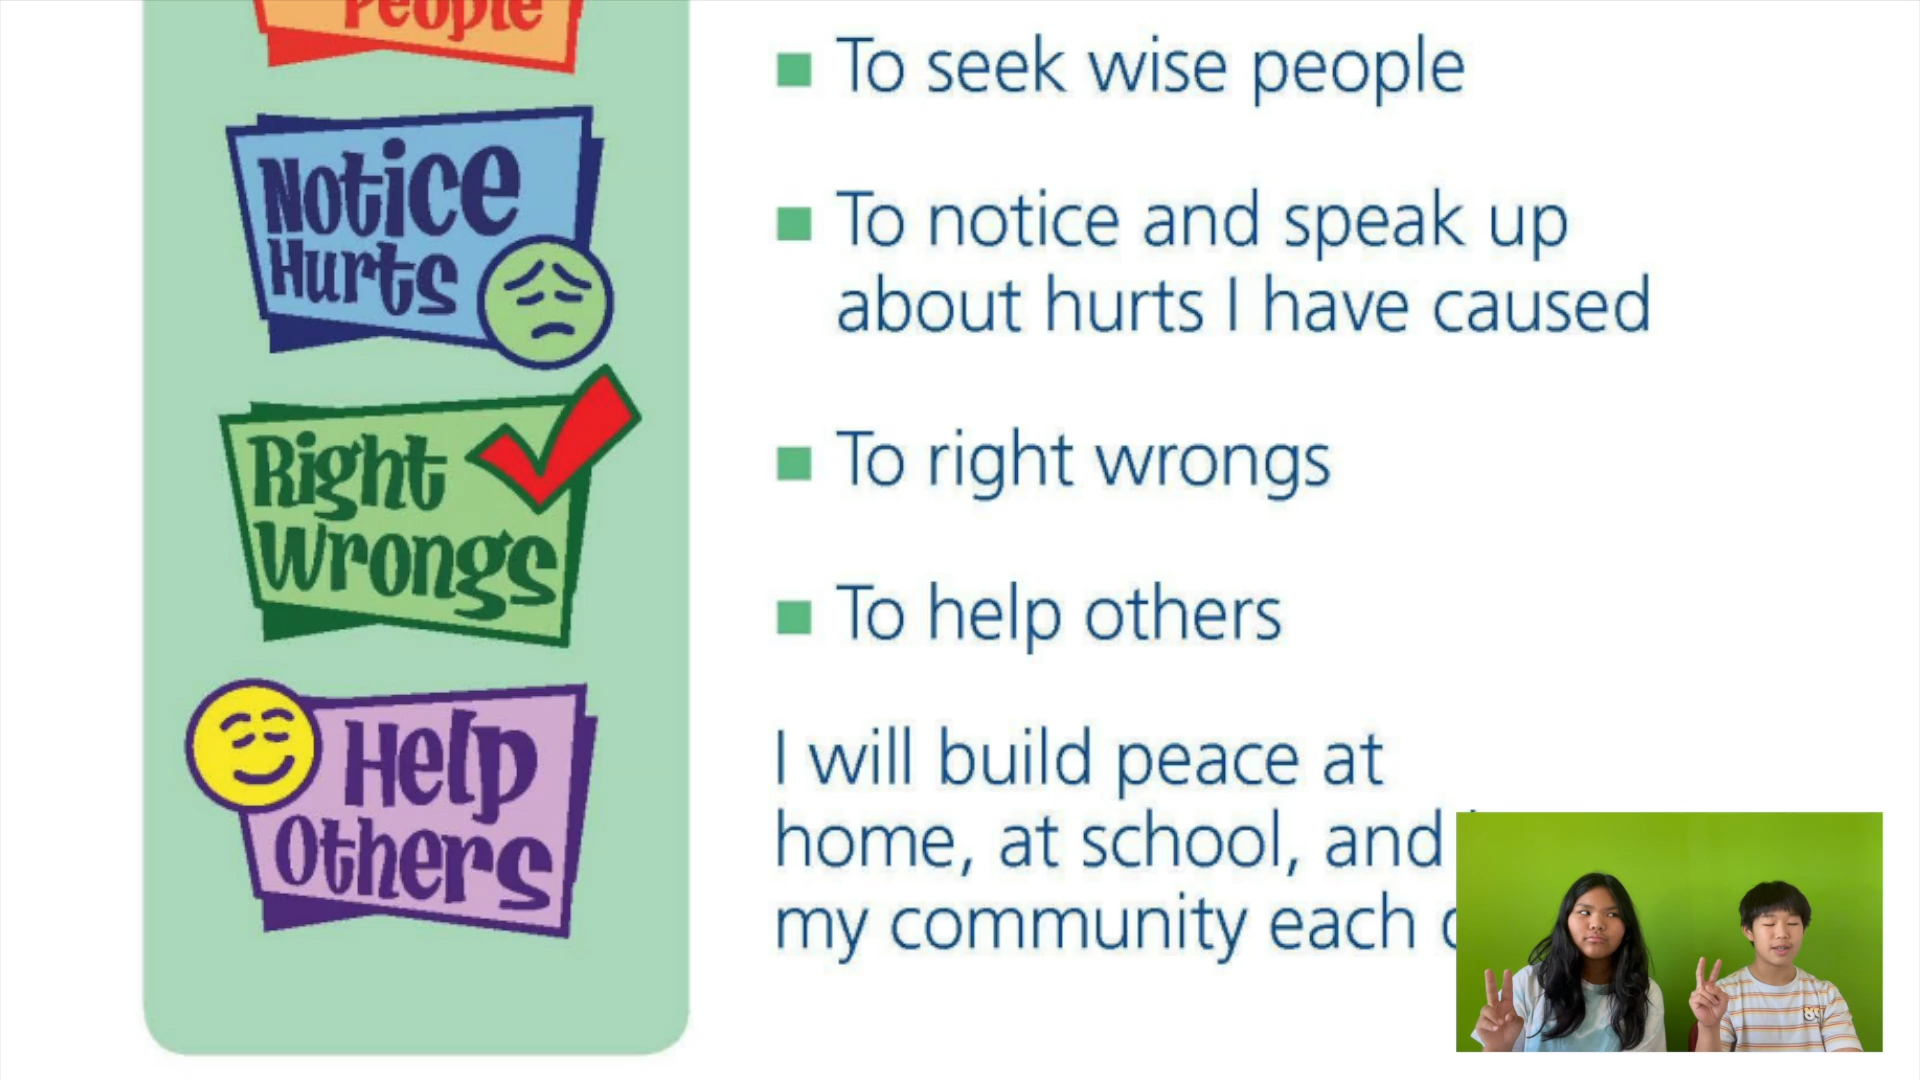 People
Notice
Hurts
Right
Wrongs
Help
Others
To seek wise people
To notice and speak up
about hurts I have caused
To right wrongs
To help others
I will build peace at
home, at school, and
my community each